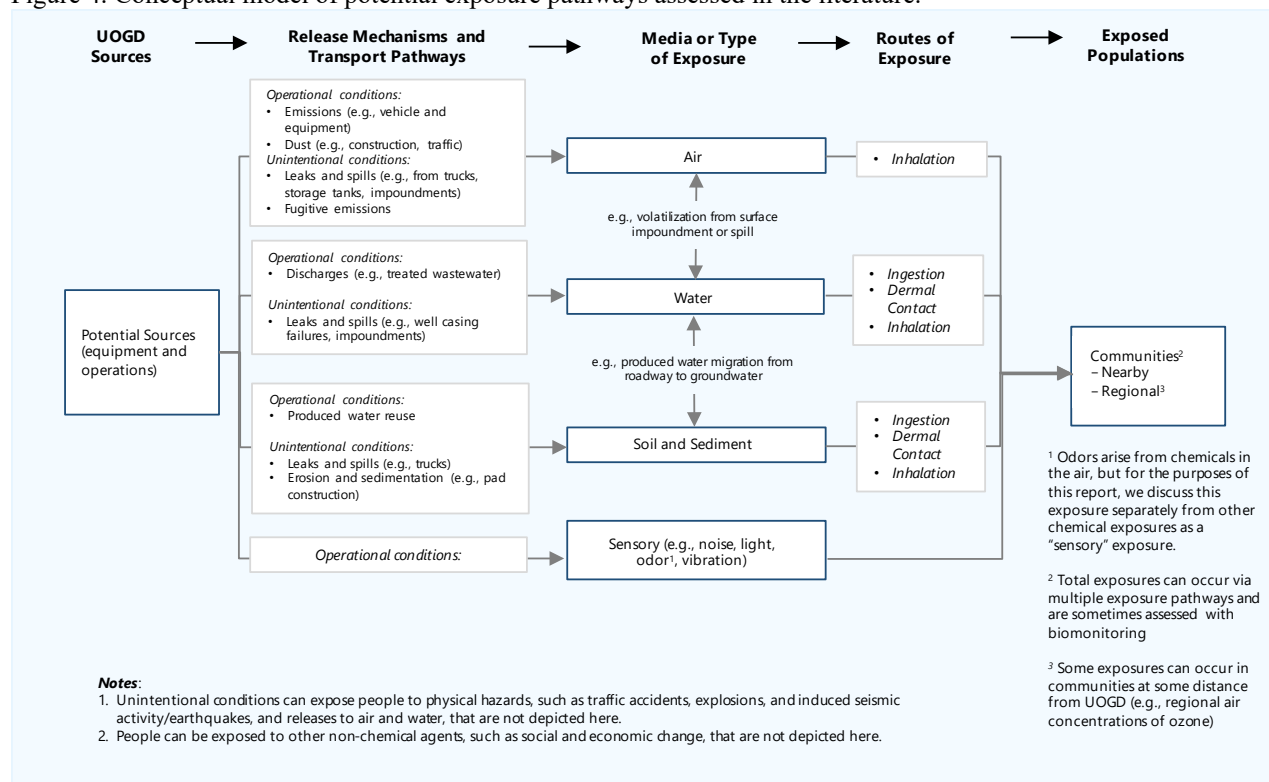 Figure 4. Conceptual model of potential exposure pathways assessed in the literature.
UOGD
Sources
Release Mechanisms and
Transport Pathways
Media or Type
of Exposure
Routes of
Exposure
Exposed
Populations
Potential Sources
(equipment and
operations)
Operational conditions:
• Emissions (e.g., vehicle and
equipment)
• Dust (e.g., construction, traffic)
Unintentional conditions:
• Leaks and spills (e.g., from trucks,
storage tanks, impoundments)
• Fugitive emissions
Air
• Inhalation
e.g., volatilization from surface
impoundment or spill
Operational conditions:
• Discharges (e.g., treated wastewater)
Unintentional conditions:
• Leaks and spills (e.g., well casing
failures, impoundments)
Water
• Ingestion
• Dermal
Contact
• Inhalation
e.g., produced water migration from
roadway to groundwater
Operational conditions:
• Produced water reuse
Unintentional conditions:
• Leaks and spills (e.g., trucks)
• Erosion and sedimentation (e.g., pad
construction)
Soil and Sediment
• Ingestion
• Dermal
Contact
• Inhalation
Operational conditions:
Sensory (e.g., noise, light,
odor¹, vibration)
Communities²
– Nearby
– Regional³
¹ Odors arise from chemicals in
the air, but for the purposes of
this report, we discuss this
exposure separately from other
chemical exposures as a
“sensory” exposure.
² Total exposures can occur via
multiple exposure pathways and
are sometimes assessed with
biomonitoring
³ Some exposures can occur in
communities at some distance
from UOGD (e.g., regional air
concentrations of ozone)
Notes:
1. Unintentional conditions can expose people to physical hazards, such as traffic accidents, explosions, and induced seismic
activity/earthquakes, and releases to air and water, that are not depicted here.
2. People can be exposed to other non-chemical agents, such as social and economic change, that are not depicted here.